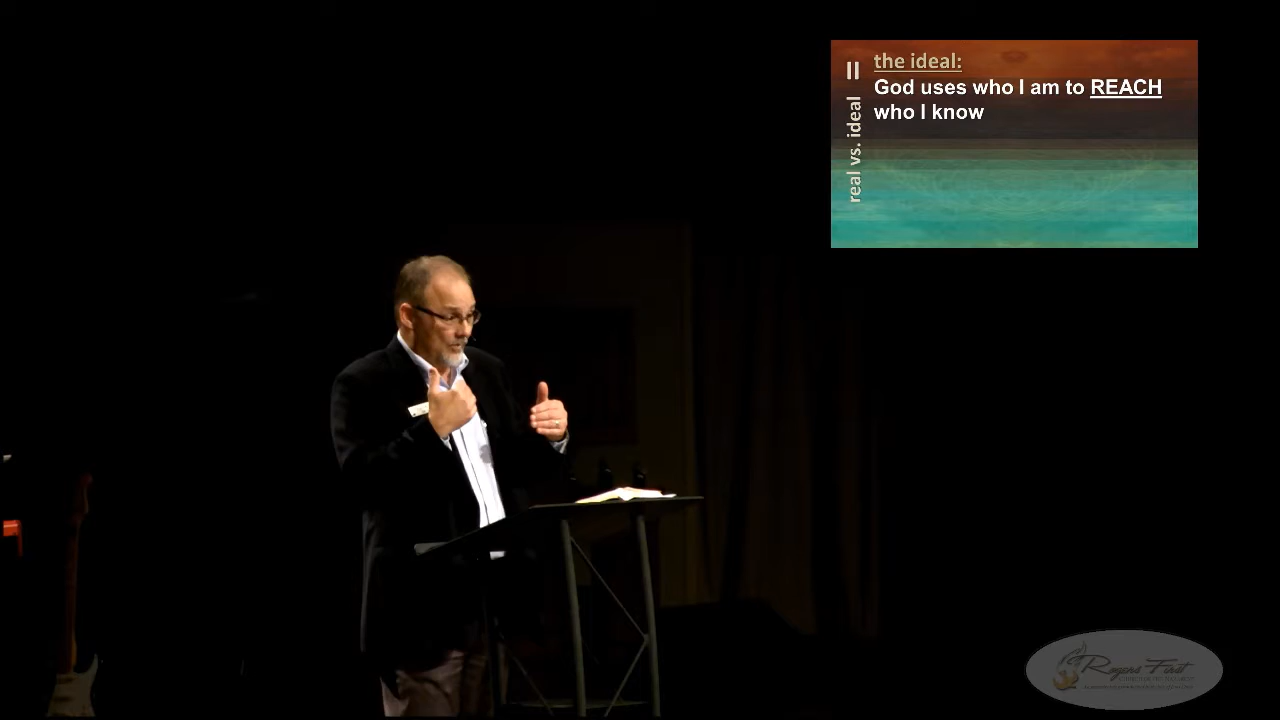 the ideal:
God uses who I am to REACH
who I know
real vs. ideal II
Rogers First